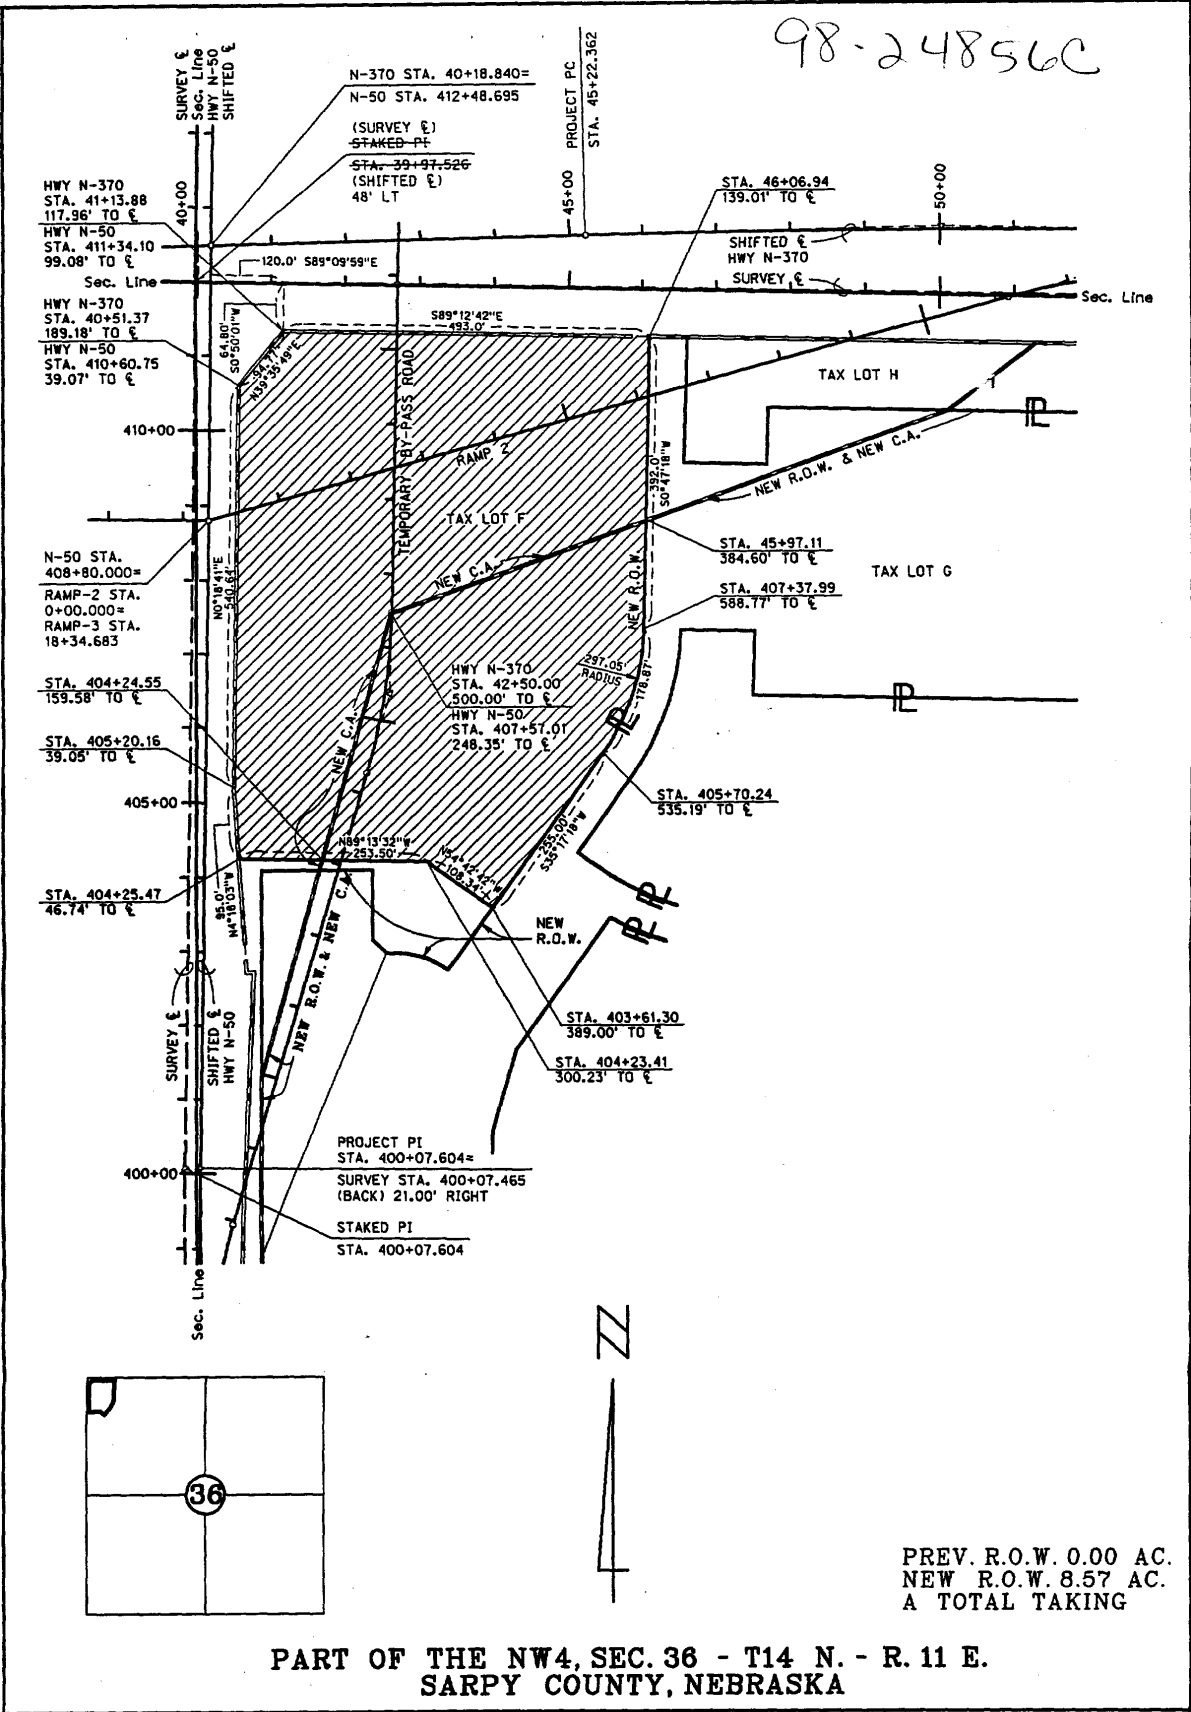 98-24856C
SURVEY ℄
Sec. Line
HWY N-50
SHIFTED ℄
N-370 STA. 40+18.840=
N-50 STA. 412+48.695
(SURVEY ℄)
STAKED PI
STA. 39+97.526
(SHIFTED ℄)
48' LT
PROJECT PC
STA. 45+22.362
40+00
45+00
50+00
STA. 46+06.94
139.01' TO ℄
HWY N-370
STA. 41+13.88
117.96' TO ℄
HWY N-50
STA. 411+34.10
99.08' TO ℄
SHIFTED ℄
HWY N-370
SURVEY ℄
120.0' S89°09'59"E
Sec. Line
Sec. Line
HWY N-370
STA. 40+51.37
189.18' TO ℄
HWY N-50
STA. 410+60.75
39.07' TO ℄
64.80'
S0°50'01"W
94.77'
N39°35'49"E
S89°12'42"E
493.0'
TEMPORARY BY-PASS ROAD
TAX LOT H
℄
410+00
RAMP 2
392.0'
S0°47'18"W
NEW R.O.W. & NEW C.A.
TAX LOT F
NEW C.A.
NEW R.O.W.
STA. 45+97.11
384.60' TO ℄
TAX LOT G
N-50 STA.
408+80.000=
RAMP-2 STA.
0+00.000=
RAMP-3 STA.
18+34.683
N0°18'41"E
540.64'
STA. 407+37.99
588.77' TO ℄
HWY N-370
STA. 42+50.00
500.00' TO ℄
HWY N-50
STA. 407+57.01
248.35' TO ℄
297.05'
RADIUS
178.87'
PL
PL
PL
STA. 404+24.55
159.58' TO ℄
STA. 405+20.16
39.05' TO ℄
NEW C.A.
405+00
STA. 405+70.24
535.19' TO ℄
255.00'
S35°17'18"W
N89°13'32"W
253.50'
N54°42'42"W
108.34'
STA. 404+25.47
46.74' TO ℄
95.0'
N4°18'03"W
PL
PL
NEW
R.O.W.
NEW R.O.W. & NEW C.A.
SURVEY ℄
SHIFTED ℄
HWY N-50
STA. 403+61.30
389.00' TO ℄
STA. 404+23.41
300.23' TO ℄
400+00
PROJECT PI
STA. 400+07.604=
SURVEY STA. 400+07.465
(BACK) 21.00' RIGHT
STAKED PI
STA. 400+07.604
Sec. Line
N
36
PREV. R.O.W. 0.00 AC.
NEW R.O.W. 8.57 AC.
A TOTAL TAKING
PART OF THE NW4, SEC. 36 - T14 N. - R. 11 E.
SARPY COUNTY, NEBRASKA